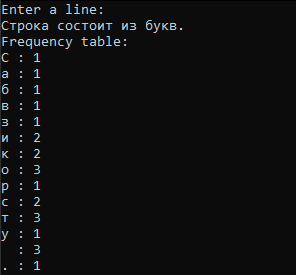 Enter a line:
Строка состоит из букв.
Frequency table:
С : 1
а : 1
б : 1
в : 1
з : 1
и : 2
к : 2
о : 3
р : 1
с : 2
т : 3
у : 1
  : 3
. : 1